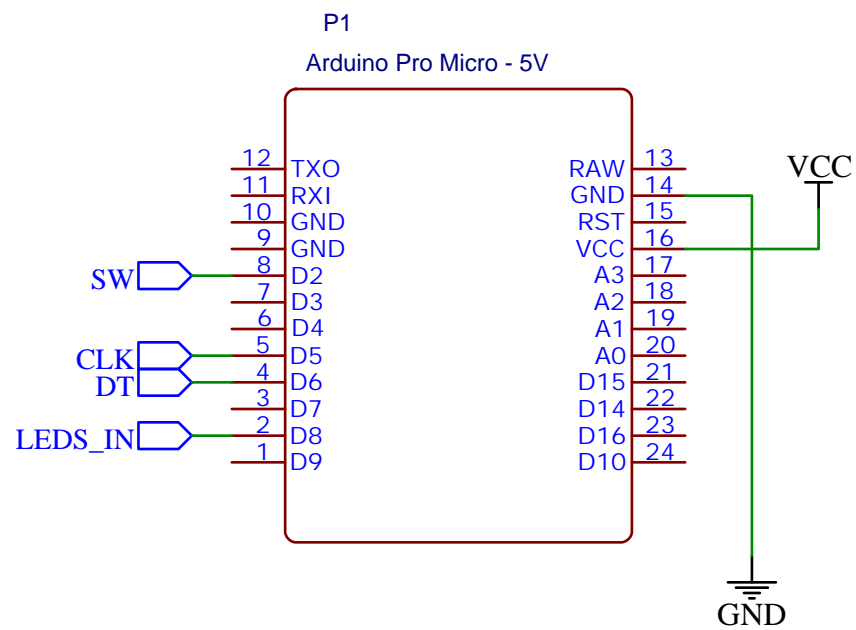 P1
Arduino Pro Micro - 5V
12 TXO RAW 13
VCC
11 RXI GND 14
10 GND RST 15
9 GND VCC 16
SW 8 D2 A3 17
7 D3 A2 18
6 D4 A1 19
CLK 5 D5 A0 20
DT 4 D6 D15 21
3 D7 D14 22
LEDS_IN 2 D8 D16 23
1 D9 D10 24
GND